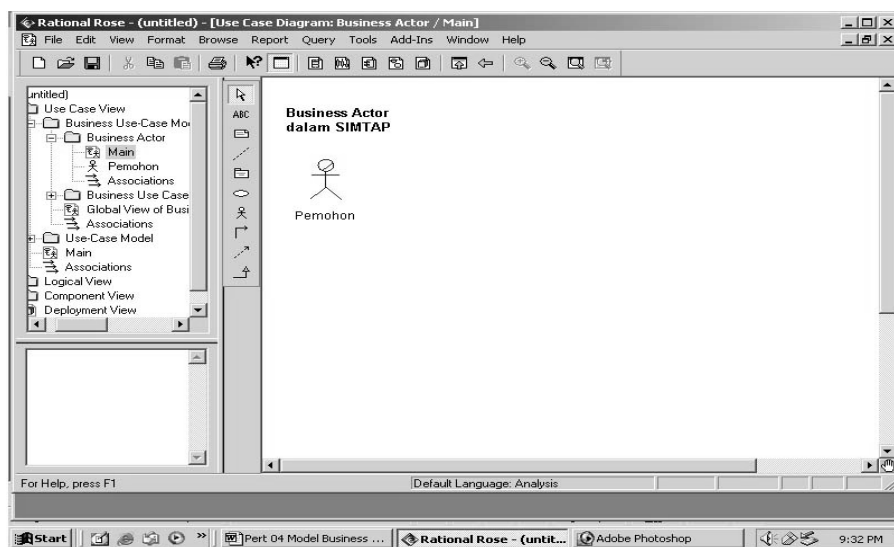 Rational Rose - (untitled) - [Use Case Diagram: Business Actor / Main]
File Edit View Format Browse Report Query Tools Add-Ins Window Help
untitled)
Use Case View
Business Use-Case Mo
Business Actor
Main
Pemohon
Associations
Business Use Case
Global View of Busi
Associations
Use-Case Model
Main
Associations
Logical View
Component View
Deployment View
ABC
Business Actor
dalam SIMTAP
Pemohon
For Help, press F1
Default Language: Analysis
Start
Pert 04 Model Business ...
Rational Rose - (untit...
Adobe Photoshop
9:32 PM